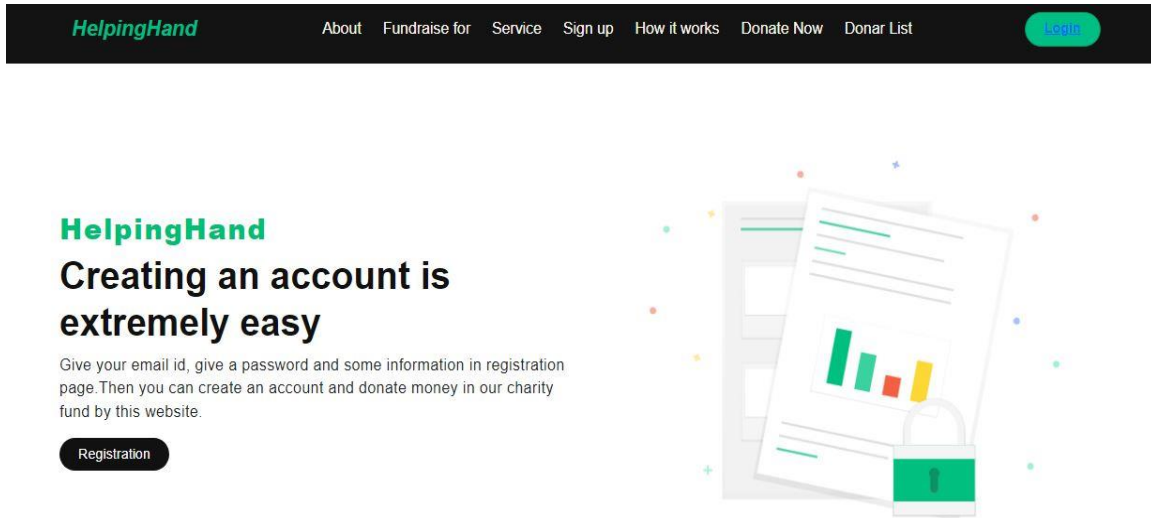 HelpingHand About Fundraise for Service Sign up How it works Donate Now Donar List Login
HelpingHand
Creating an account is
extremely easy
Give your email id, give a password and some information in registration
page.Then you can create an account and donate money in our charity
fund by this website.
Registration